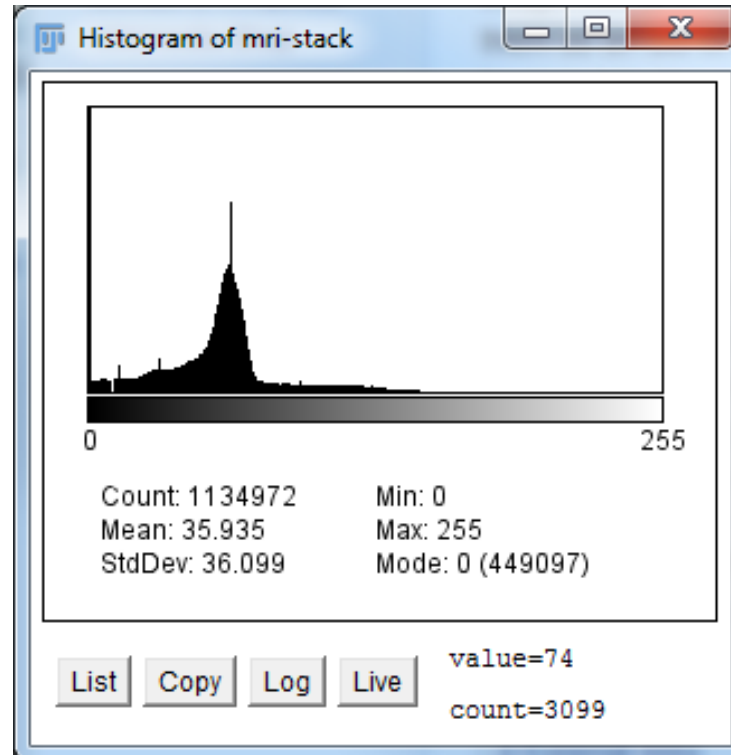 Histogram of mri-stack
0 255
Count: 1134972 Min: 0
Mean: 35.935 Max: 255
StdDev: 36.099 Mode: 0 (449097)
List Copy Log Live value=74
count=3099